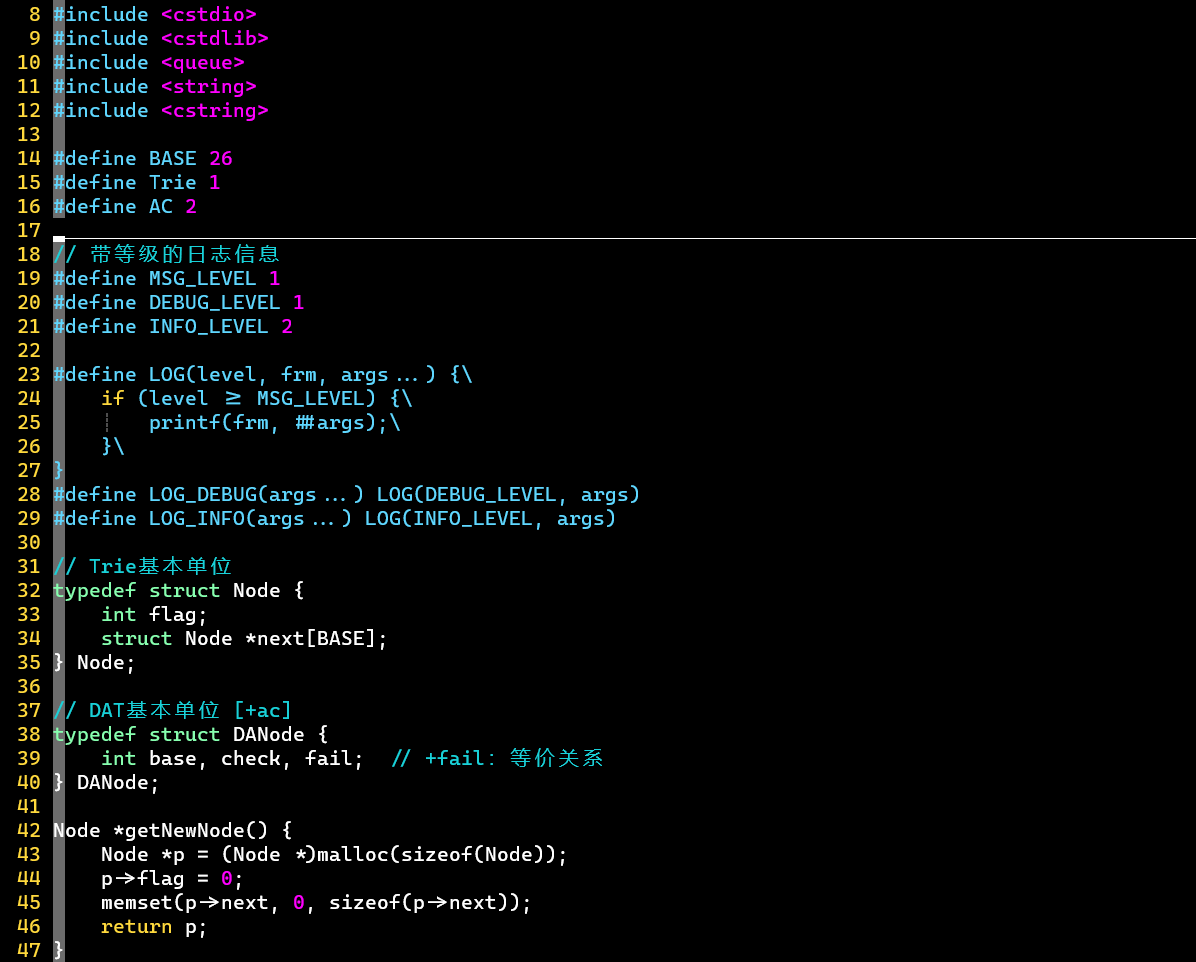 8 #include <cstdio>
9 #include <cstdlib>
10 #include <queue>
11 #include <string>
12 #include <cstring>
13
14 #define BASE 26
15 #define Trie 1
16 #define AC 2
17
18 // 带等级的日志信息
19 #define MSG_LEVEL 1
20 #define DEBUG_LEVEL 1
21 #define INFO_LEVEL 2
22
23 #define LOG(level, frm, args...) {\
24     if (level >= MSG_LEVEL) {\
25         printf(frm, ##args);\
26     }\
27 }
28 #define LOG_DEBUG(args...) LOG(DEBUG_LEVEL, args)
29 #define LOG_INFO(args...) LOG(INFO_LEVEL, args)
30
31 // Trie基本单位
32 typedef struct Node {
33     int flag;
34     struct Node *next[BASE];
35 } Node;
36
37 // DAT基本单位 [+ac]
38 typedef struct DANode {
39     int base, check, fail;  // +fail: 等价关系
40 } DANode;
41
42 Node *getNewNode() {
43     Node *p = (Node *)malloc(sizeof(Node));
44     p->flag = 0;
45     memset(p->next, 0, sizeof(p->next));
46     return p;
47 }